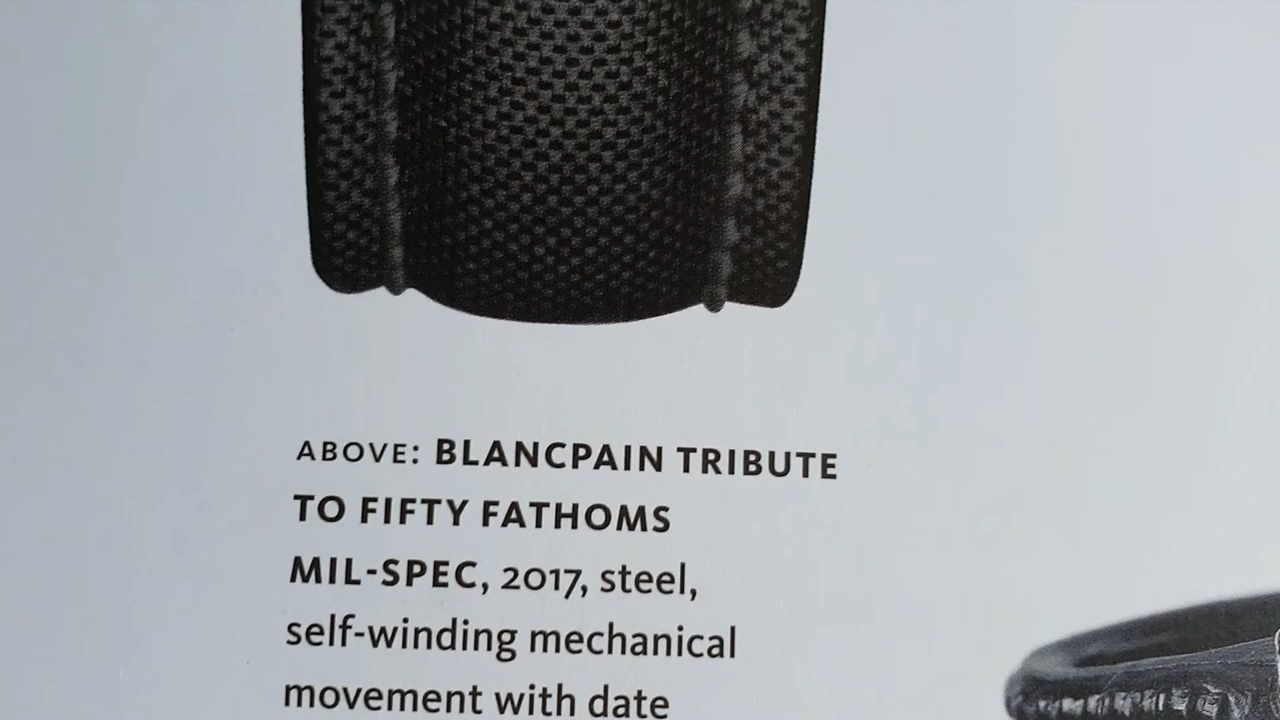 ABOVE: BLANCPAIN TRIBUTE
TO FIFTY FATHOMS
MIL-SPEC, 2017, steel,
self-winding mechanical
movement with date